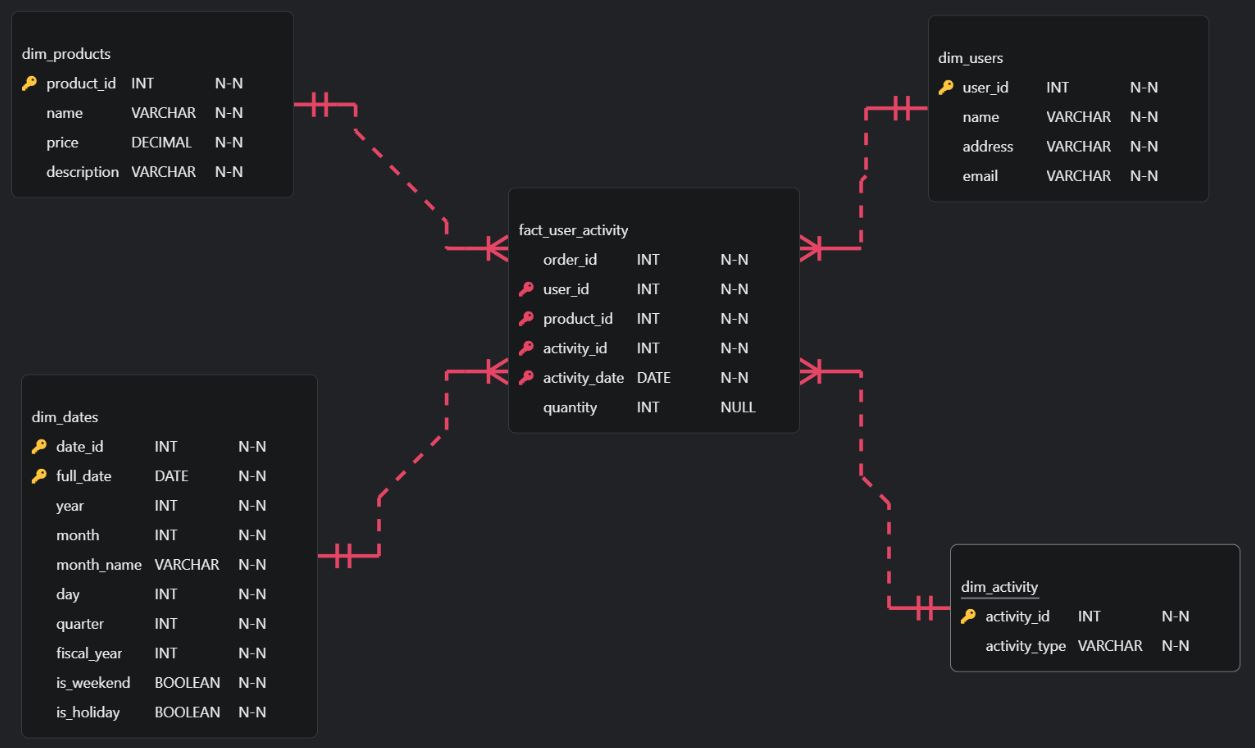 dim_products
product_id INT N-N
name VARCHAR N-N
price DECIMAL N-N
description VARCHAR N-N
dim_users
user_id INT N-N
name VARCHAR N-N
address VARCHAR N-N
email VARCHAR N-N
fact_user_activity
order_id INT N-N
user_id INT N-N
product_id INT N-N
activity_id INT N-N
activity_date DATE N-N
quantity INT NULL
dim_dates
date_id INT N-N
full_date DATE N-N
year INT N-N
month INT N-N
month_name VARCHAR N-N
day INT N-N
quarter INT N-N
fiscal_year INT N-N
is_weekend BOOLEAN N-N
is_holiday BOOLEAN N-N
dim_activity
activity_id INT N-N
activity_type VARCHAR N-N